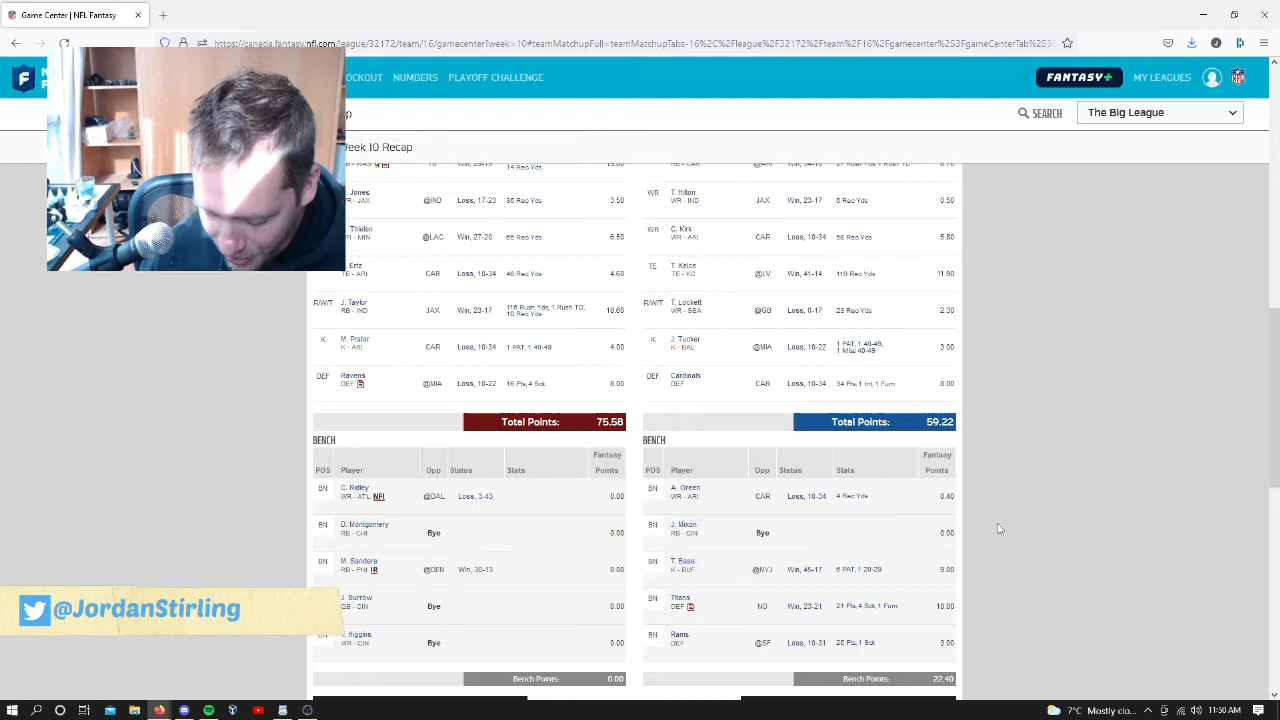 Game Center | NFL Fantasy
https://canada.fantasy.nfl.com/league/32172/team/16/gamecenter?week=10#teamMatchupFull=teamMatchupTabs-16
OCKOUT NUMBERS PLAYOFF CHALLENGE FANTASY+ MY LEAGUES
SEARCH The Big League
eek 10 Recap
14 Rec Yds
Jones
WR - JAX @IND Loss, 17-23 35 Rec Yds 3.50
WR T. Hilton
WR - IND JAX Win, 23-17 5 Rec Yds 0.50
Thielen
WR - MIN @LAC Win, 27-20 65 Rec Yds 6.50
WR C. Kirk
WR - ARI CAR Loss, 10-34 58 Rec Yds 5.80
Ertz
TE - ARI CAR Loss, 10-34 46 Rec Yds 4.60
TE T. Kelce
TE - KC @LV Win, 41-14 119 Rec Yds 11.90
R/W/T J. Taylor
RB - IND JAX Win, 23-17 116 Rush Yds, 1 Rush TD, 10 Rec Yds 18.60
R/W/T T. Lockett
WR - SEA @GB Loss, 0-17 23 Rec Yds 2.30
K M. Prater
K - ARI CAR Loss, 10-34 1 PAT, 1 40-49 4.00
K J. Tucker
K - BAL @MIA Loss, 10-22 1 PAT, 1 40-49, 1 Miss 40-49 3.00
DEF Ravens
DEF @MIA Loss, 10-22 16 Pts, 4 Sck 8.00
DEF Cardinals
DEF CAR Loss, 10-34 34 Pts, 1 Int, 1 Fum 8.00
Total Points: 75.58
Total Points: 59.22
BENCH
POS Player Opp Status Stats Fantasy Points
BN C. Ridley
WR - ATL NFI @DAL Loss, 3-43 0.00
BN D. Montgomery
RB - CHI Bye 0.00
BN M. Sanders
RB - PHI IR @DEN Win, 30-13 0.00
J. Burrow
QB - CIN Bye 0.00
BN Higgins
WR - CIN Bye 0.00
Bench Points: 0.00
BENCH
POS Player Opp Status Stats Fantasy Points
BN A. Green
WR - ARI CAR Loss, 10-34 4 Rec Yds 0.40
BN J. Mixon
RB - CIN Bye 0.00
BN T. Bass
K - BUF @NYJ Win, 45-17 6 PAT, 1 20-29 9.00
BN Titans
DEF NO Win, 23-21 21 Pts, 4 Sck, 1 Fum 10.00
BN Rams
DEF @SF Loss, 10-31 25 Pts, 1 Sck 3.00
Bench Points: 22.40
@JordanStirling
7°C Mostly clo... 11:50 AM